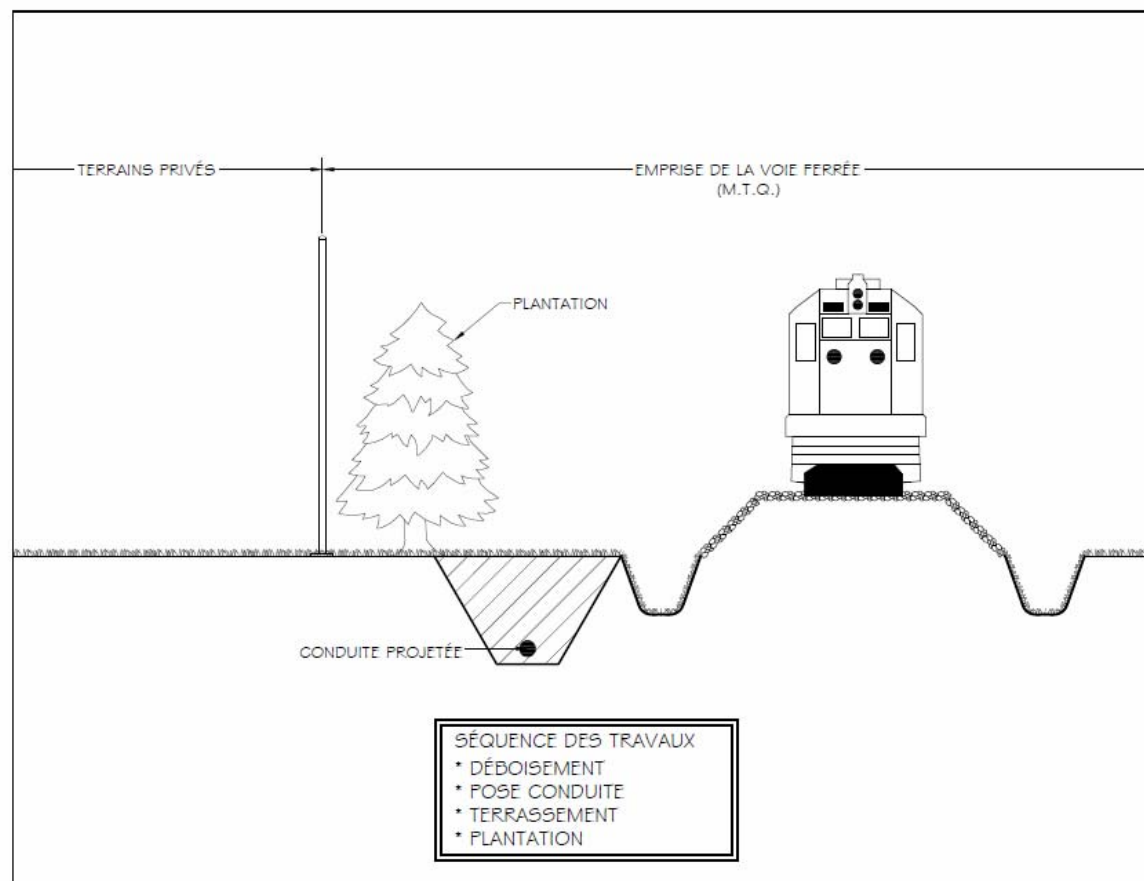 TERRAINS PRIVÉS
EMPRISE DE LA VOIE FERRÉE
(M.T.Q.)
PLANTATION
CONDUITE PROJETÉE
SÉQUENCE DES TRAVAUX
* DÉBOISEMENT
* POSE CONDUITE
* TERRASSEMENT
* PLANTATION